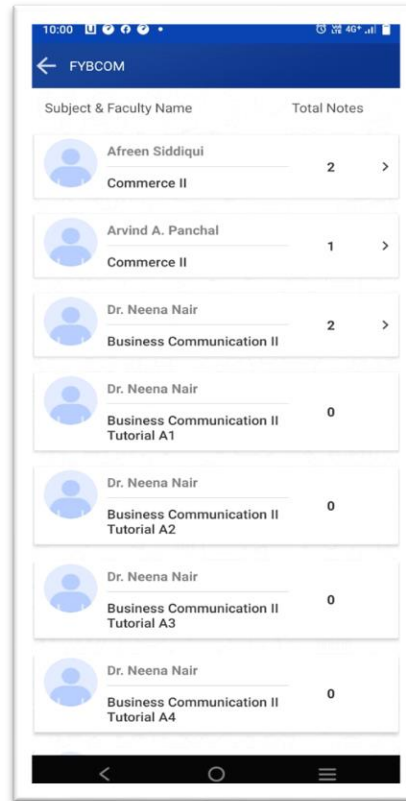 10:00 4G+
FYBCOM
Subject & Faculty Name Total Notes
Afreen Siddiqui
2
Commerce II
Arvind A. Panchal
1
Commerce II
Dr. Neena Nair
2
Business Communication II
Dr. Neena Nair
0
Business Communication II
Tutorial A1
Dr. Neena Nair
0
Business Communication II
Tutorial A2
Dr. Neena Nair
0
Business Communication II
Tutorial A3
Dr. Neena Nair
0
Business Communication II
Tutorial A4